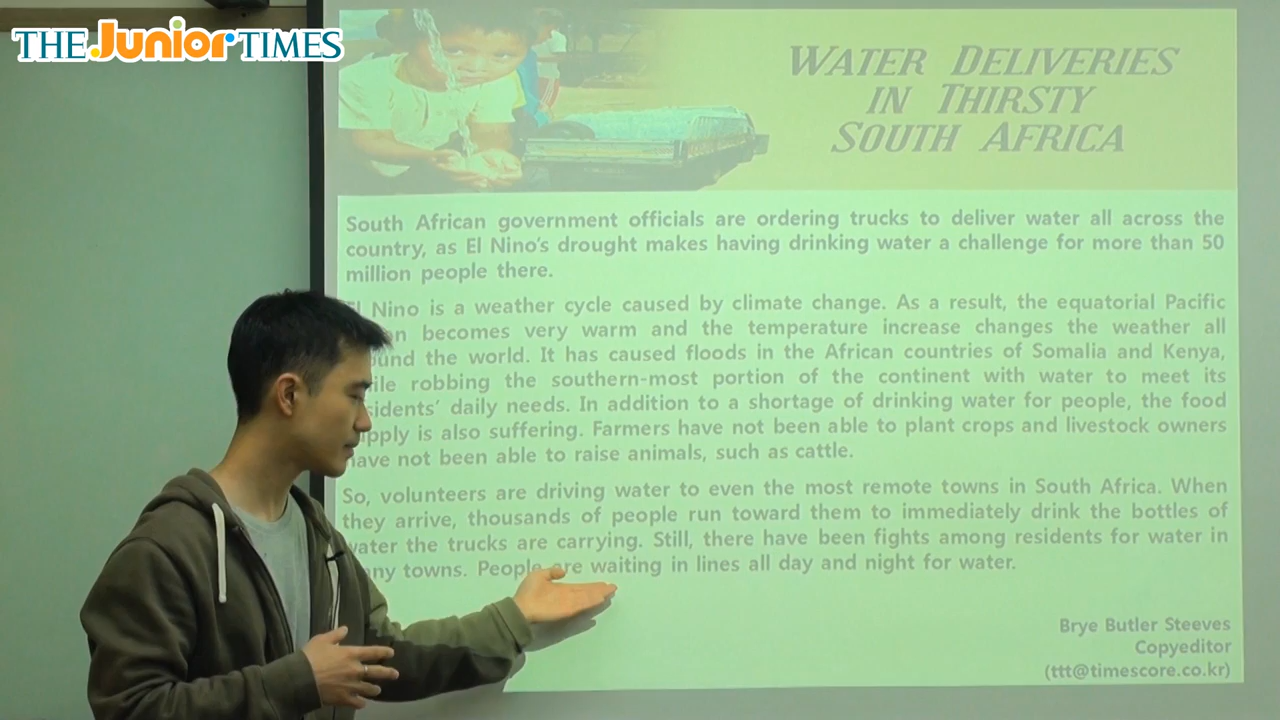 THE Junior TIMES
WATER DELIVERIES
IN THIRSTY
SOUTH AFRICA
South African government officials are ordering trucks to deliver water all across the
country, as El Nino's drought makes having drinking water a challenge for more than 50
million people there.
El Nino is a weather cycle caused by climate change. As a result, the equatorial Pacific
becomes very warm and the temperature increase changes the weather all
the world. It has caused floods in the African countries of Somalia and Kenya,
robbing the southern-most portion of the continent with water to meet its
daily needs. In addition to a shortage of drinking water for people, the food
is also suffering. Farmers have not been able to plant crops and livestock owners
have not been able to raise animals, such as cattle.
So, volunteers are driving water to even the most remote towns in South Africa. When
they arrive, thousands of people run toward them to immediately drink the bottles of
water the trucks are carrying. Still, there have been fights among residents for water in
towns. People are waiting in lines all day and night for water.
Brye Butler Steeves
Copyeditor
(ttt@timescore.co.kr)